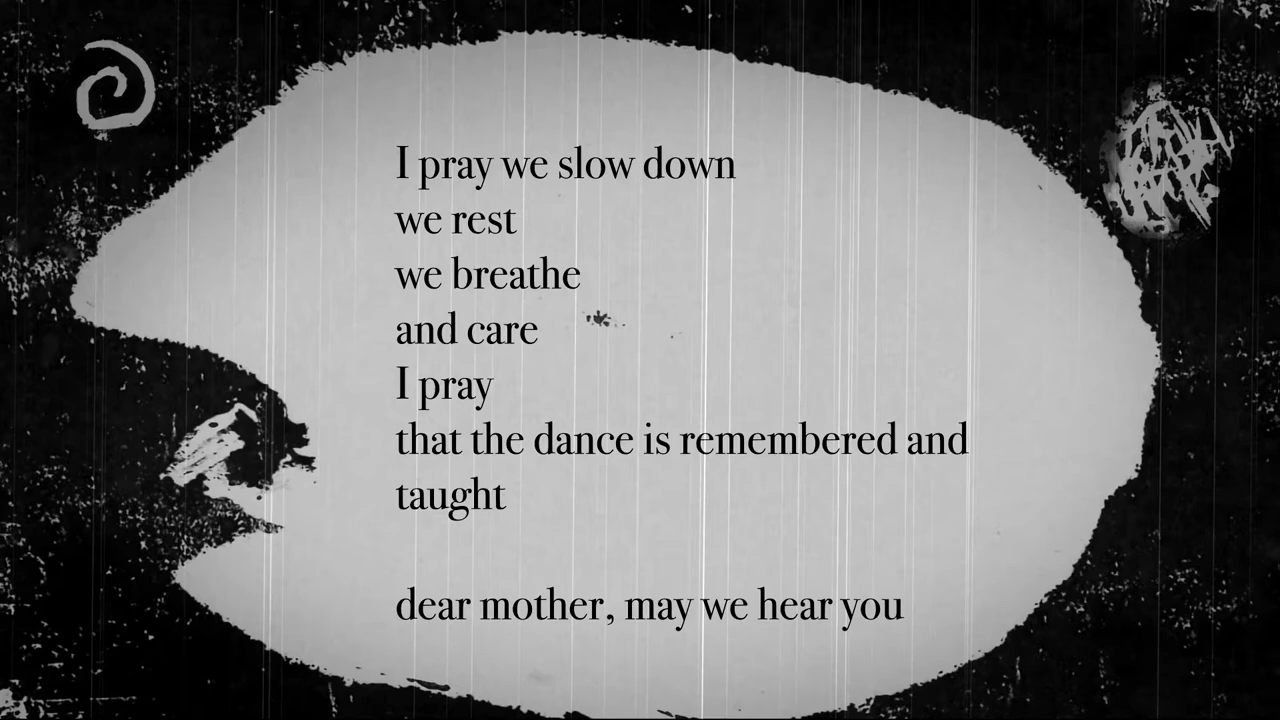 I pray we slow down
we rest
we breathe
and care
I pray
that the dance is remembered and
taught
dear mother, may we hear you